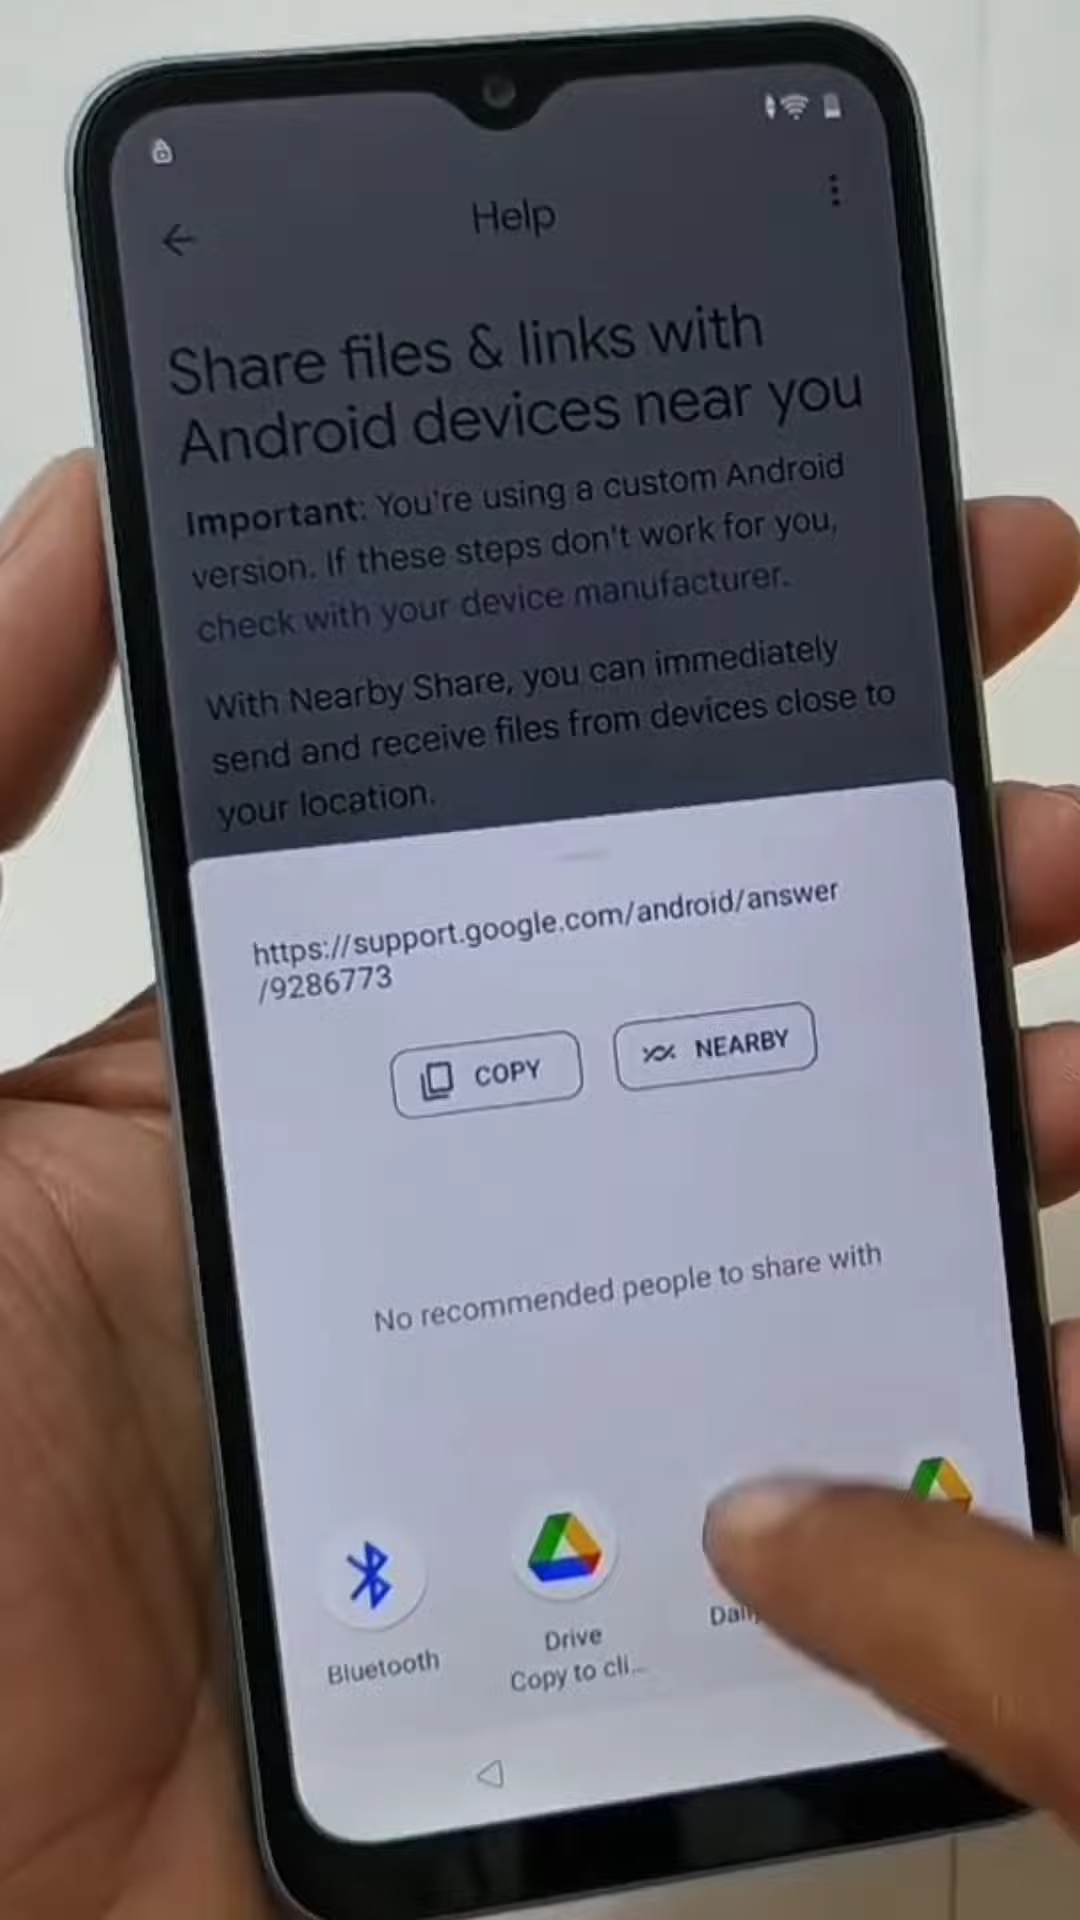 Help
Share files & links with
Android devices near you
Important: You're using a custom Android
version. If these steps don't work for you,
check with your device manufacturer.
With Nearby Share, you can immediately
send and receive files from devices close to
your location.
https://support.google.com/android/answer
/9286773
COPY
NEARBY
No recommended people to share with
Bluetooth
Drive
Copy to cli...